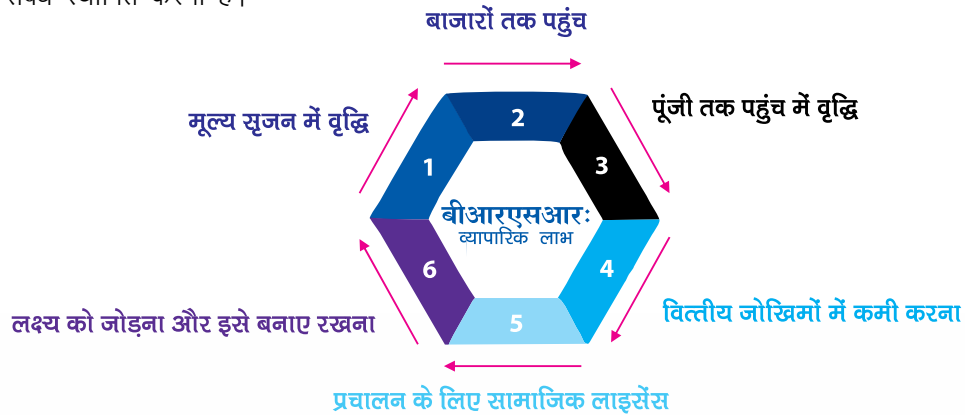 स्थापित करना है।
बाजारों तक पहुंच
मूल्य सृजन में वृद्धि
1
2
पूंजी तक पहुंच में वृद्धि
3
बीआरएसआरः
व्यापारिक लाभ
4
वित्तीय जोखिमों में कमी करना
5
प्रचालन के लिए सामाजिक लाइसेंस
6
लक्ष्य को जोड़ना और इसे बनाए रखना